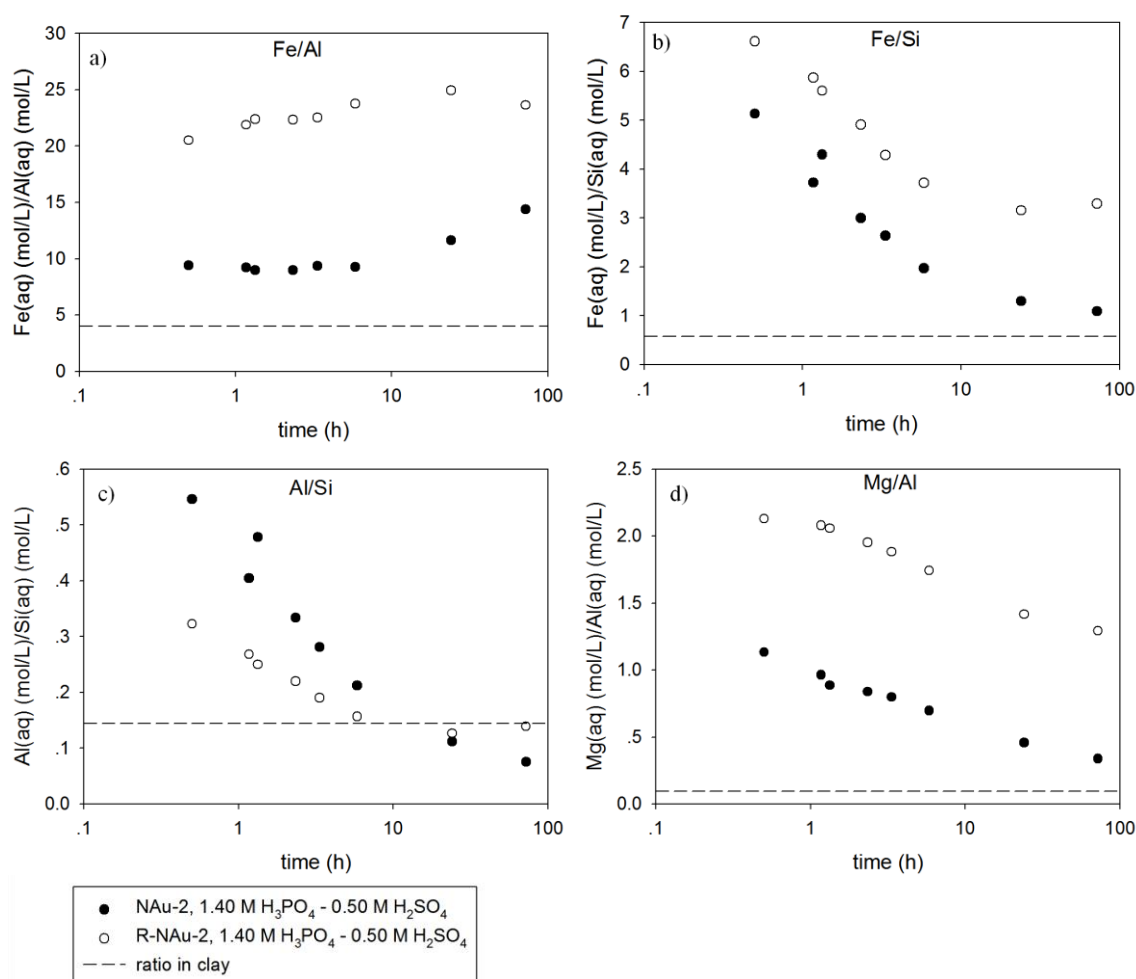 a)
Fe/Al
Fe(aq) (mol/L)/Al(aq) (mol/L)
30
25
20
15
10
5
0
.1 1 10 100
time (h)
b)
Fe/Si
Fe(aq) (mol/L)/Si(aq) (mol/L)
7
6
5
4
3
2
1
0
.1 1 10 100
time (h)
c)
Al/Si
Al(aq) (mol/L)/Si(aq) (mol/L)
.6
.5
.4
.3
.2
.1
0.0
.1 1 10 100
time (h)
d)
Mg/Al
Mg(aq) (mol/L)/Al(aq) (mol/L)
2.5
2.0
1.5
1.0
.5
0.0
.1 1 10 100
time (h)
NAu-2, 1.40 M H₃PO₄ - 0.50 M H₂SO₄
R-NAu-2, 1.40 M H₃PO₄ - 0.50 M H₂SO₄
ratio in clay